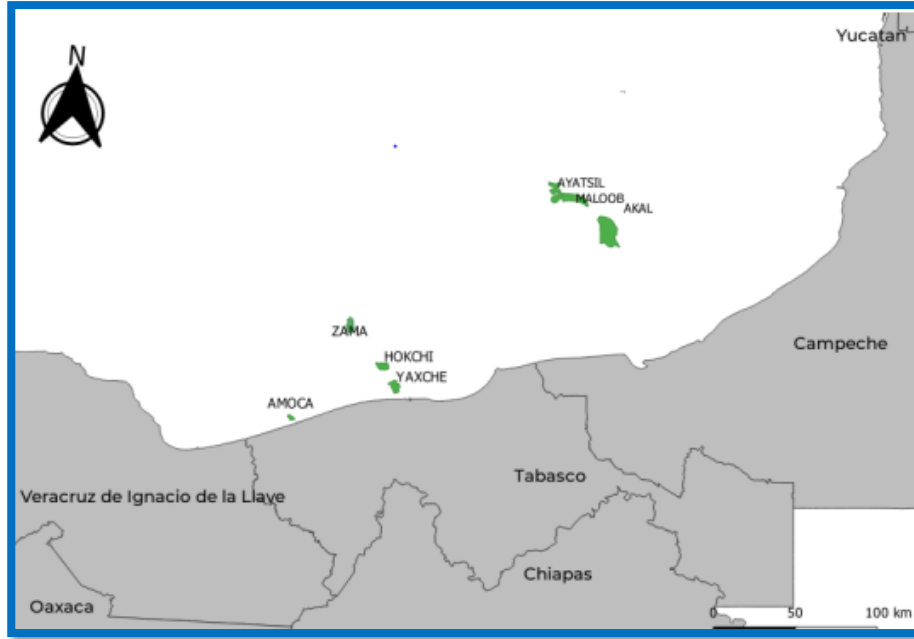 N
Yucatan
AYATSIL
MALOOB
AKAL
ZAMA
HOKCHI
YAXCHE
AMOCA
Campeche
Tabasco
Veracruz de Ignacio de la Llave
Chiapas
Oaxaca
0 50 100 km